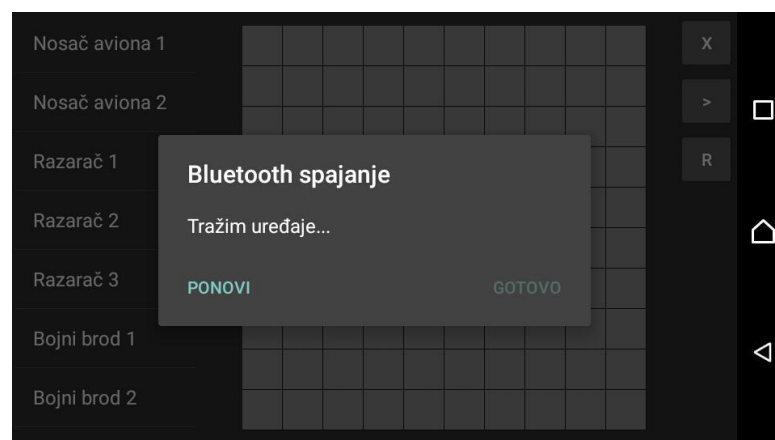 Nosač aviona 1
X
Nosač aviona 2
>
Razarač 1
R
Bluetooth spajanje
Razarač 2
Tražim uređaje...
Razarač 3
PONOVI
GOTOVO
Bojni brod 1
Bojni brod 2